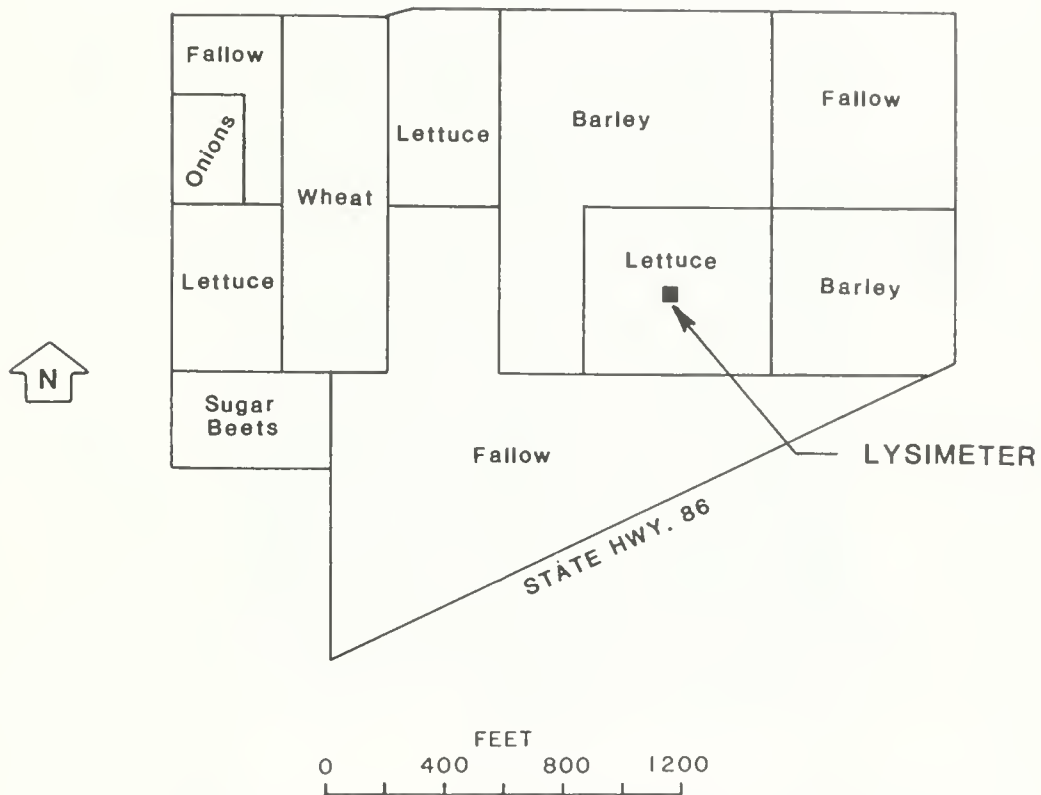 Fallow
Onions
Wheat
Lettuce
Barley
Fallow
Lettuce
Lettuce
Barley
N
Sugar
Beets
Fallow
LYSIMETER
STATE HWY. 86
FEET
0 400 800 1200